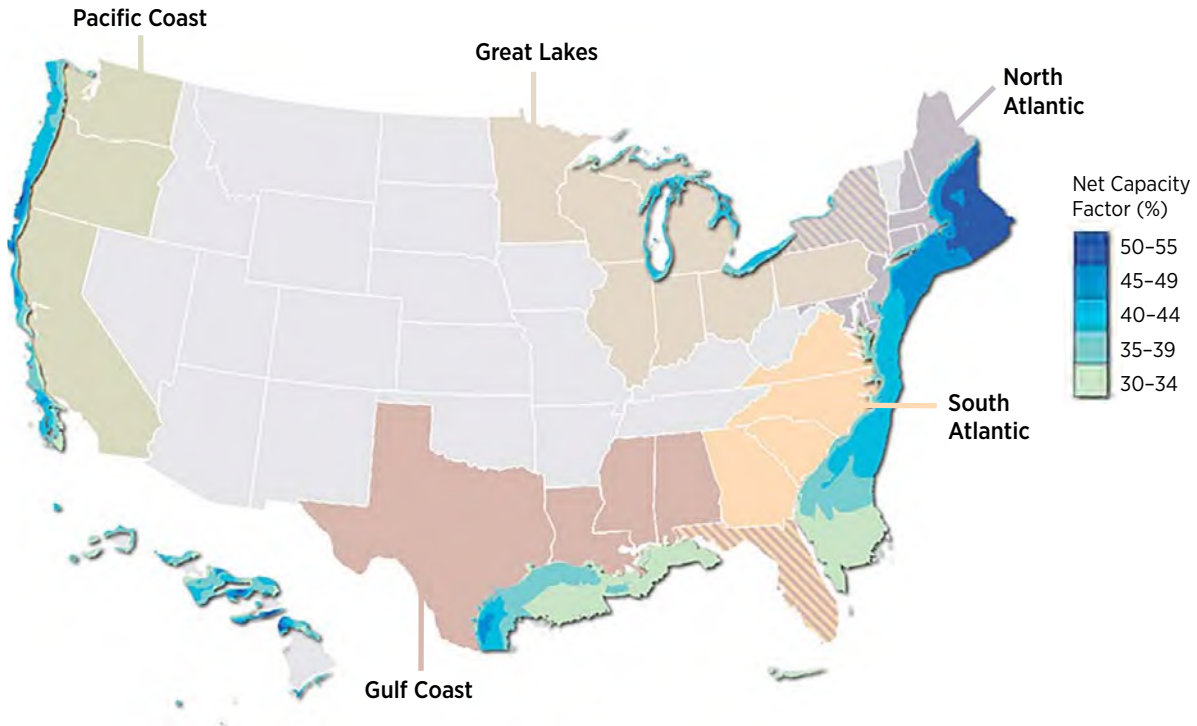 Pacific Coast
Great Lakes
North
Atlantic
Net Capacity
Factor (%)
50–55
45–49
40–44
35–39
30–34
South
Atlantic
Gulf Coast